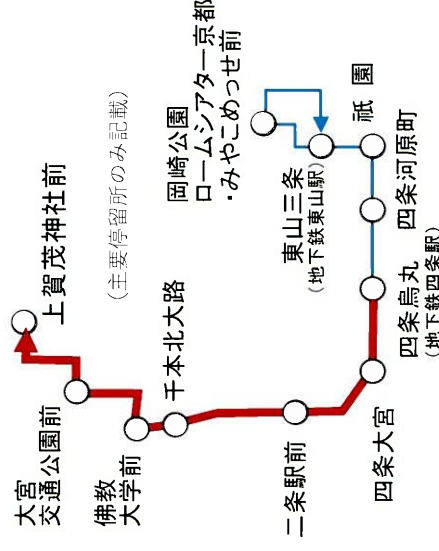 上賀茂神社前
(主要停留所のみ記載)
大宮
交通公園前
佛教
大学前
千本北大路
二条駅前
四条大宮
四条烏丸
(地下鉄四条駅)
四条河原町
祇園
東山三条
(地下鉄東山駅)
岡崎公園
ロームシアター京都
・みやこめっせ前